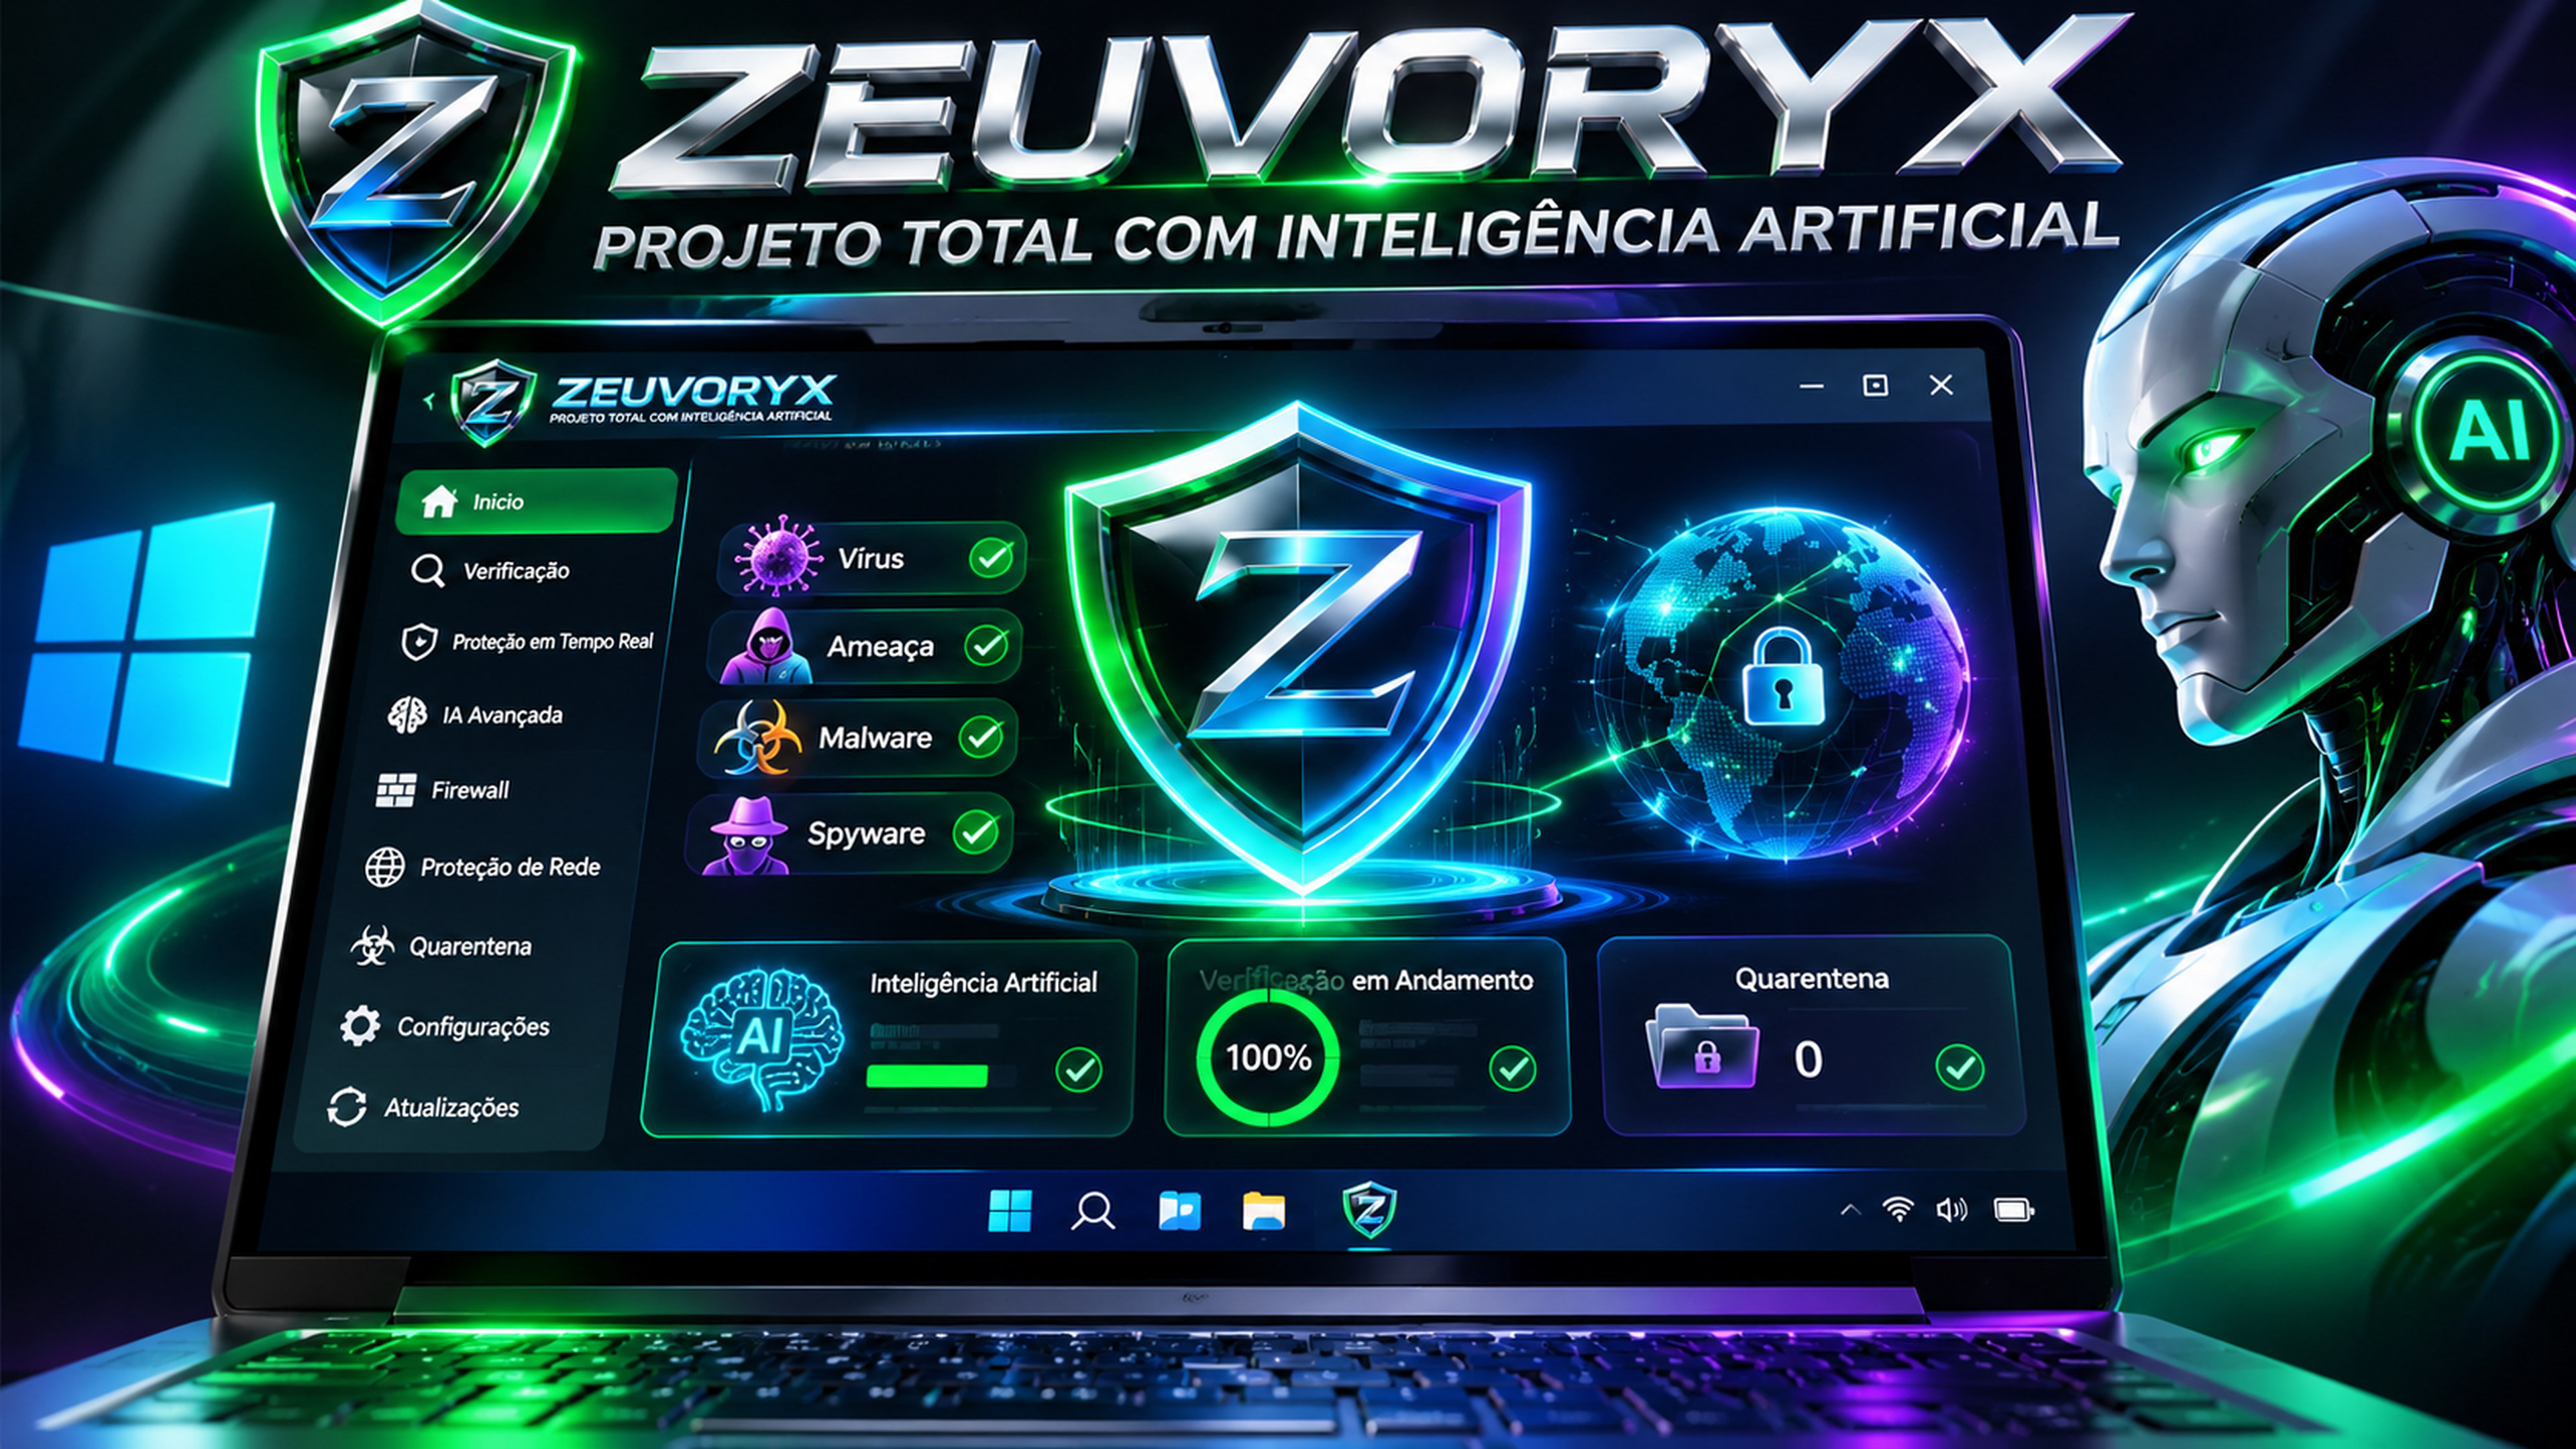 Z
ZEUVORYX
PROJETO TOTAL COM INTELIGÊNCIA ARTIFICIAL
Z
ZEUVORYX
PROJETO TOTAL COM INTELIGÊNCIA ARTIFICIAL
Inicio
Verificação
Proteção em Tempo Real
IA Avançada
Firewall
Proteção de Rede
Quarentena
Configurações
Atualizações
Vírus
Ameaça
Malware
Spyware
Z
AI
Inteligência Artificial
AI
Verificação em Andamento
100%
Quarentena
0
Z